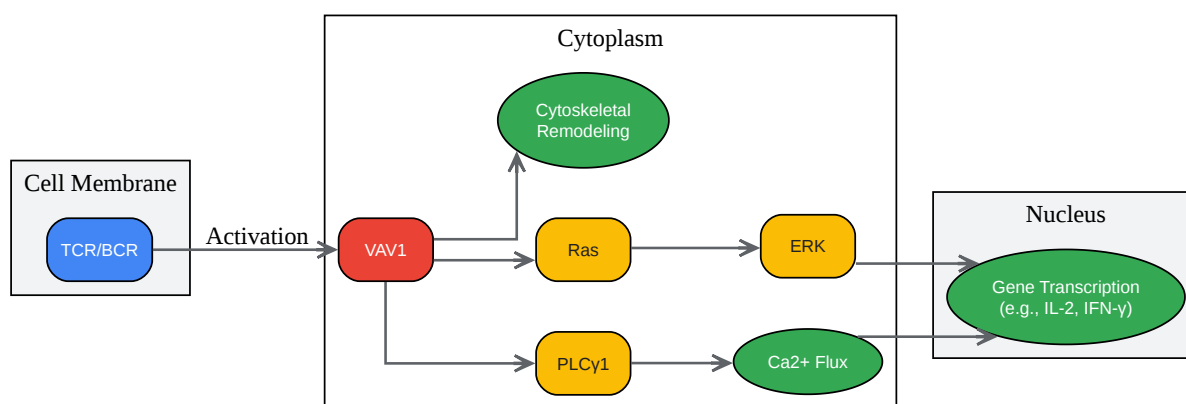 Cytoplasm
Cytoskeletal
Remodeling
Cell Membrane
TCR/BCR
Activation
VAV1
Ras
ERK
Nucleus
Gene Transcription
(e.g., IL-2, IFN-γ)
PLCγ1
Ca2+ Flux